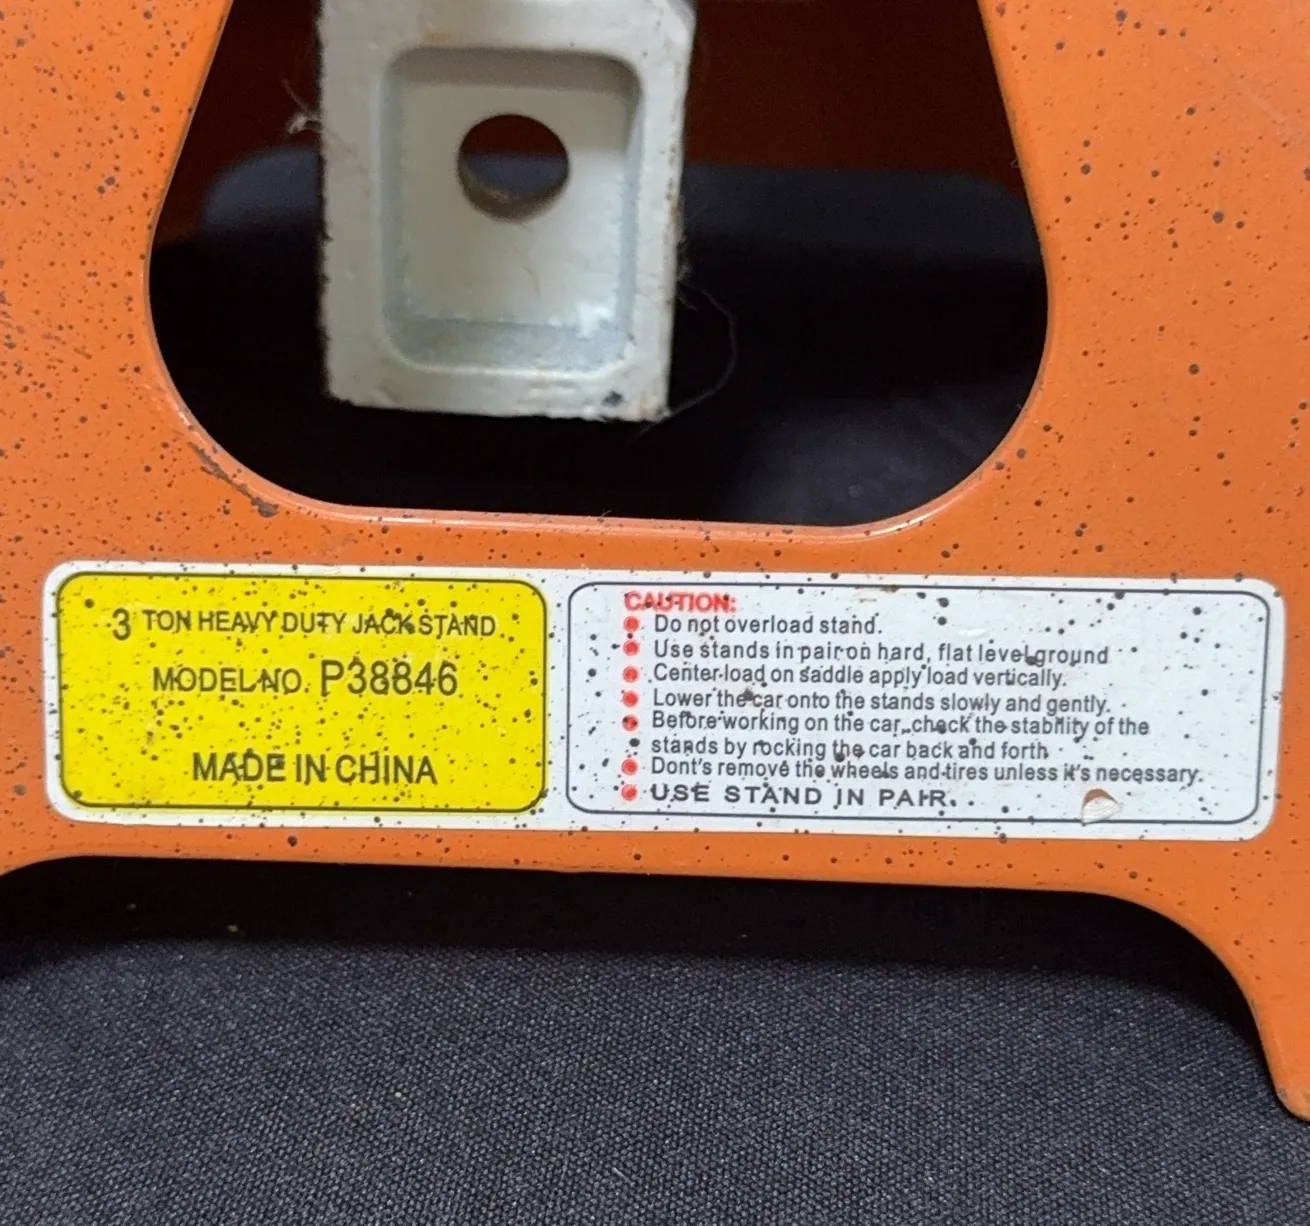 3 TON HEAVY DUTY JACK STAND
MODEL NO. P38846
MADE IN CHINA
CAUTION:
Do not overload stand.
Use stands in pair on hard, flat level ground
Center load on saddle apply load vertically.
Lower the car onto the stands slowly and gently.
Before working on the car, check the stability of the
stands by rocking the car back and forth
Dont's remove the wheels and tires unless it's necessary.
USE STAND IN PAIR.